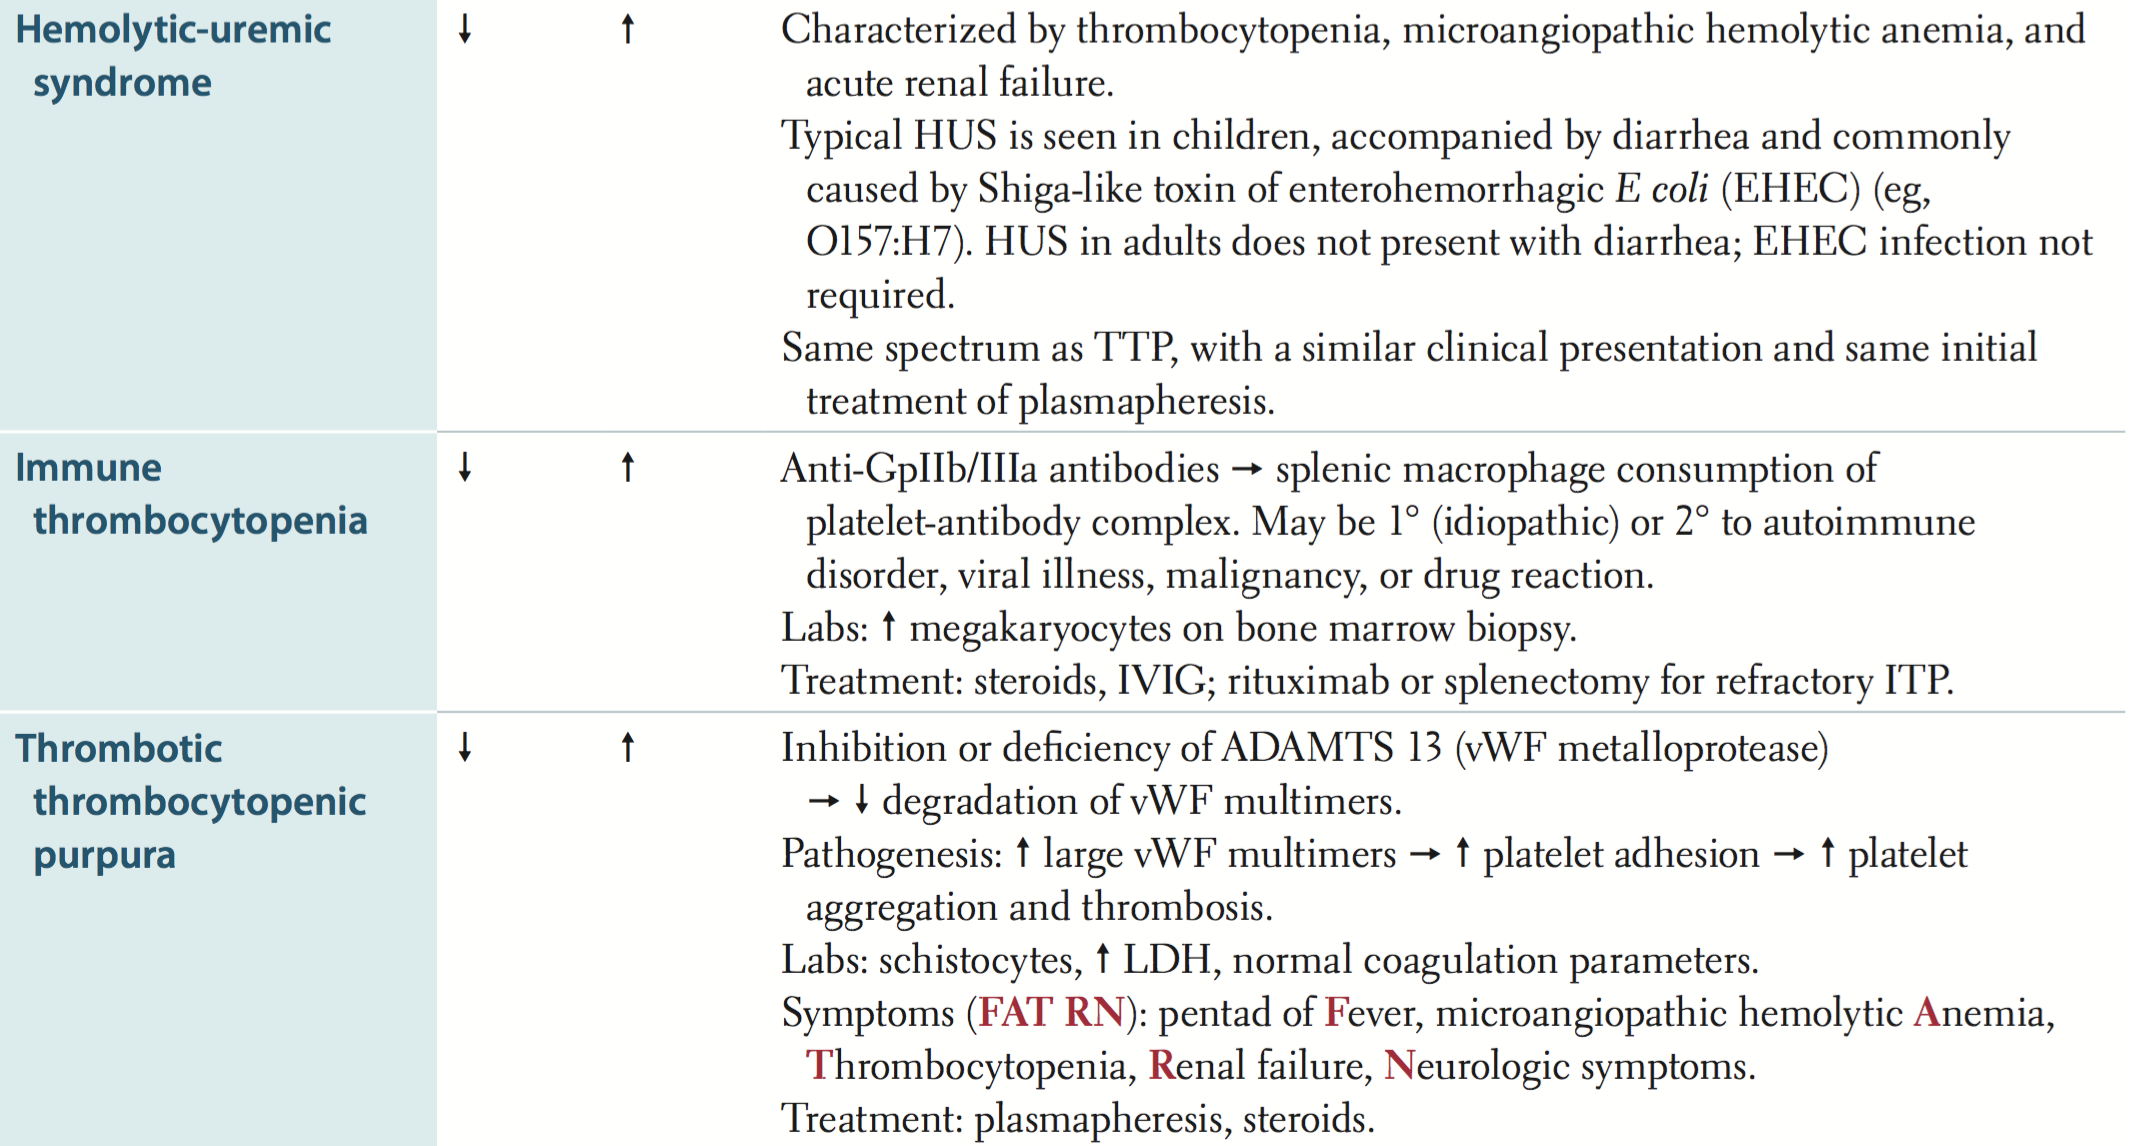 Hemolytic-uremic
syndrome
↓ ↑
Characterized by thrombocytopenia, microangiopathic hemolytic anemia, and
acute renal failure.
Typical HUS is seen in children, accompanied by diarrhea and commonly
caused by Shiga-like toxin of enterohemorrhagic E coli (EHEC) (eg,
O157:H7). HUS in adults does not present with diarrhea; EHEC infection not
required.
Same spectrum as TTP, with a similar clinical presentation and same initial
treatment of plasmapheresis.
Immune
thrombocytopenia
↓ ↑
Anti-GpIIb/IIIa antibodies → splenic macrophage consumption of
platelet-antibody complex. May be 1° (idiopathic) or 2° to autoimmune
disorder, viral illness, malignancy, or drug reaction.
Labs: ↑ megakaryocytes on bone marrow biopsy.
Treatment: steroids, IVIG; rituximab or splenectomy for refractory ITP.
Thrombotic
thrombocytopenic
purpura
↓ ↑
Inhibition or deficiency of ADAMTS 13 (vWF metalloprotease)
→ ↓ degradation of vWF multimers.
Pathogenesis: ↑ large vWF multimers → ↑ platelet adhesion → ↑ platelet
aggregation and thrombosis.
Labs: schistocytes, ↑ LDH, normal coagulation parameters.
Symptoms (FAT RN): pentad of Fever, microangiopathic hemolytic Anemia,
Thrombocytopenia, Renal failure, Neurologic symptoms.
Treatment: plasmapheresis, steroids.